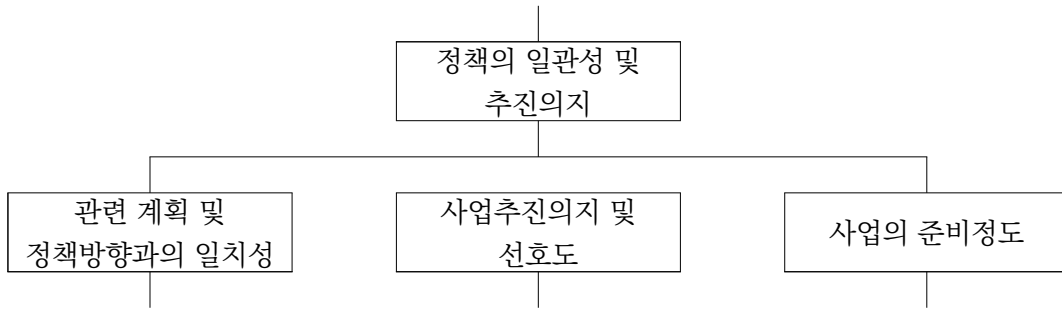 정책의 일관성 및
추진의지
관련 계획 및
정책방향과의 일치성
사업추진의지 및
선호도
사업의 준비정도